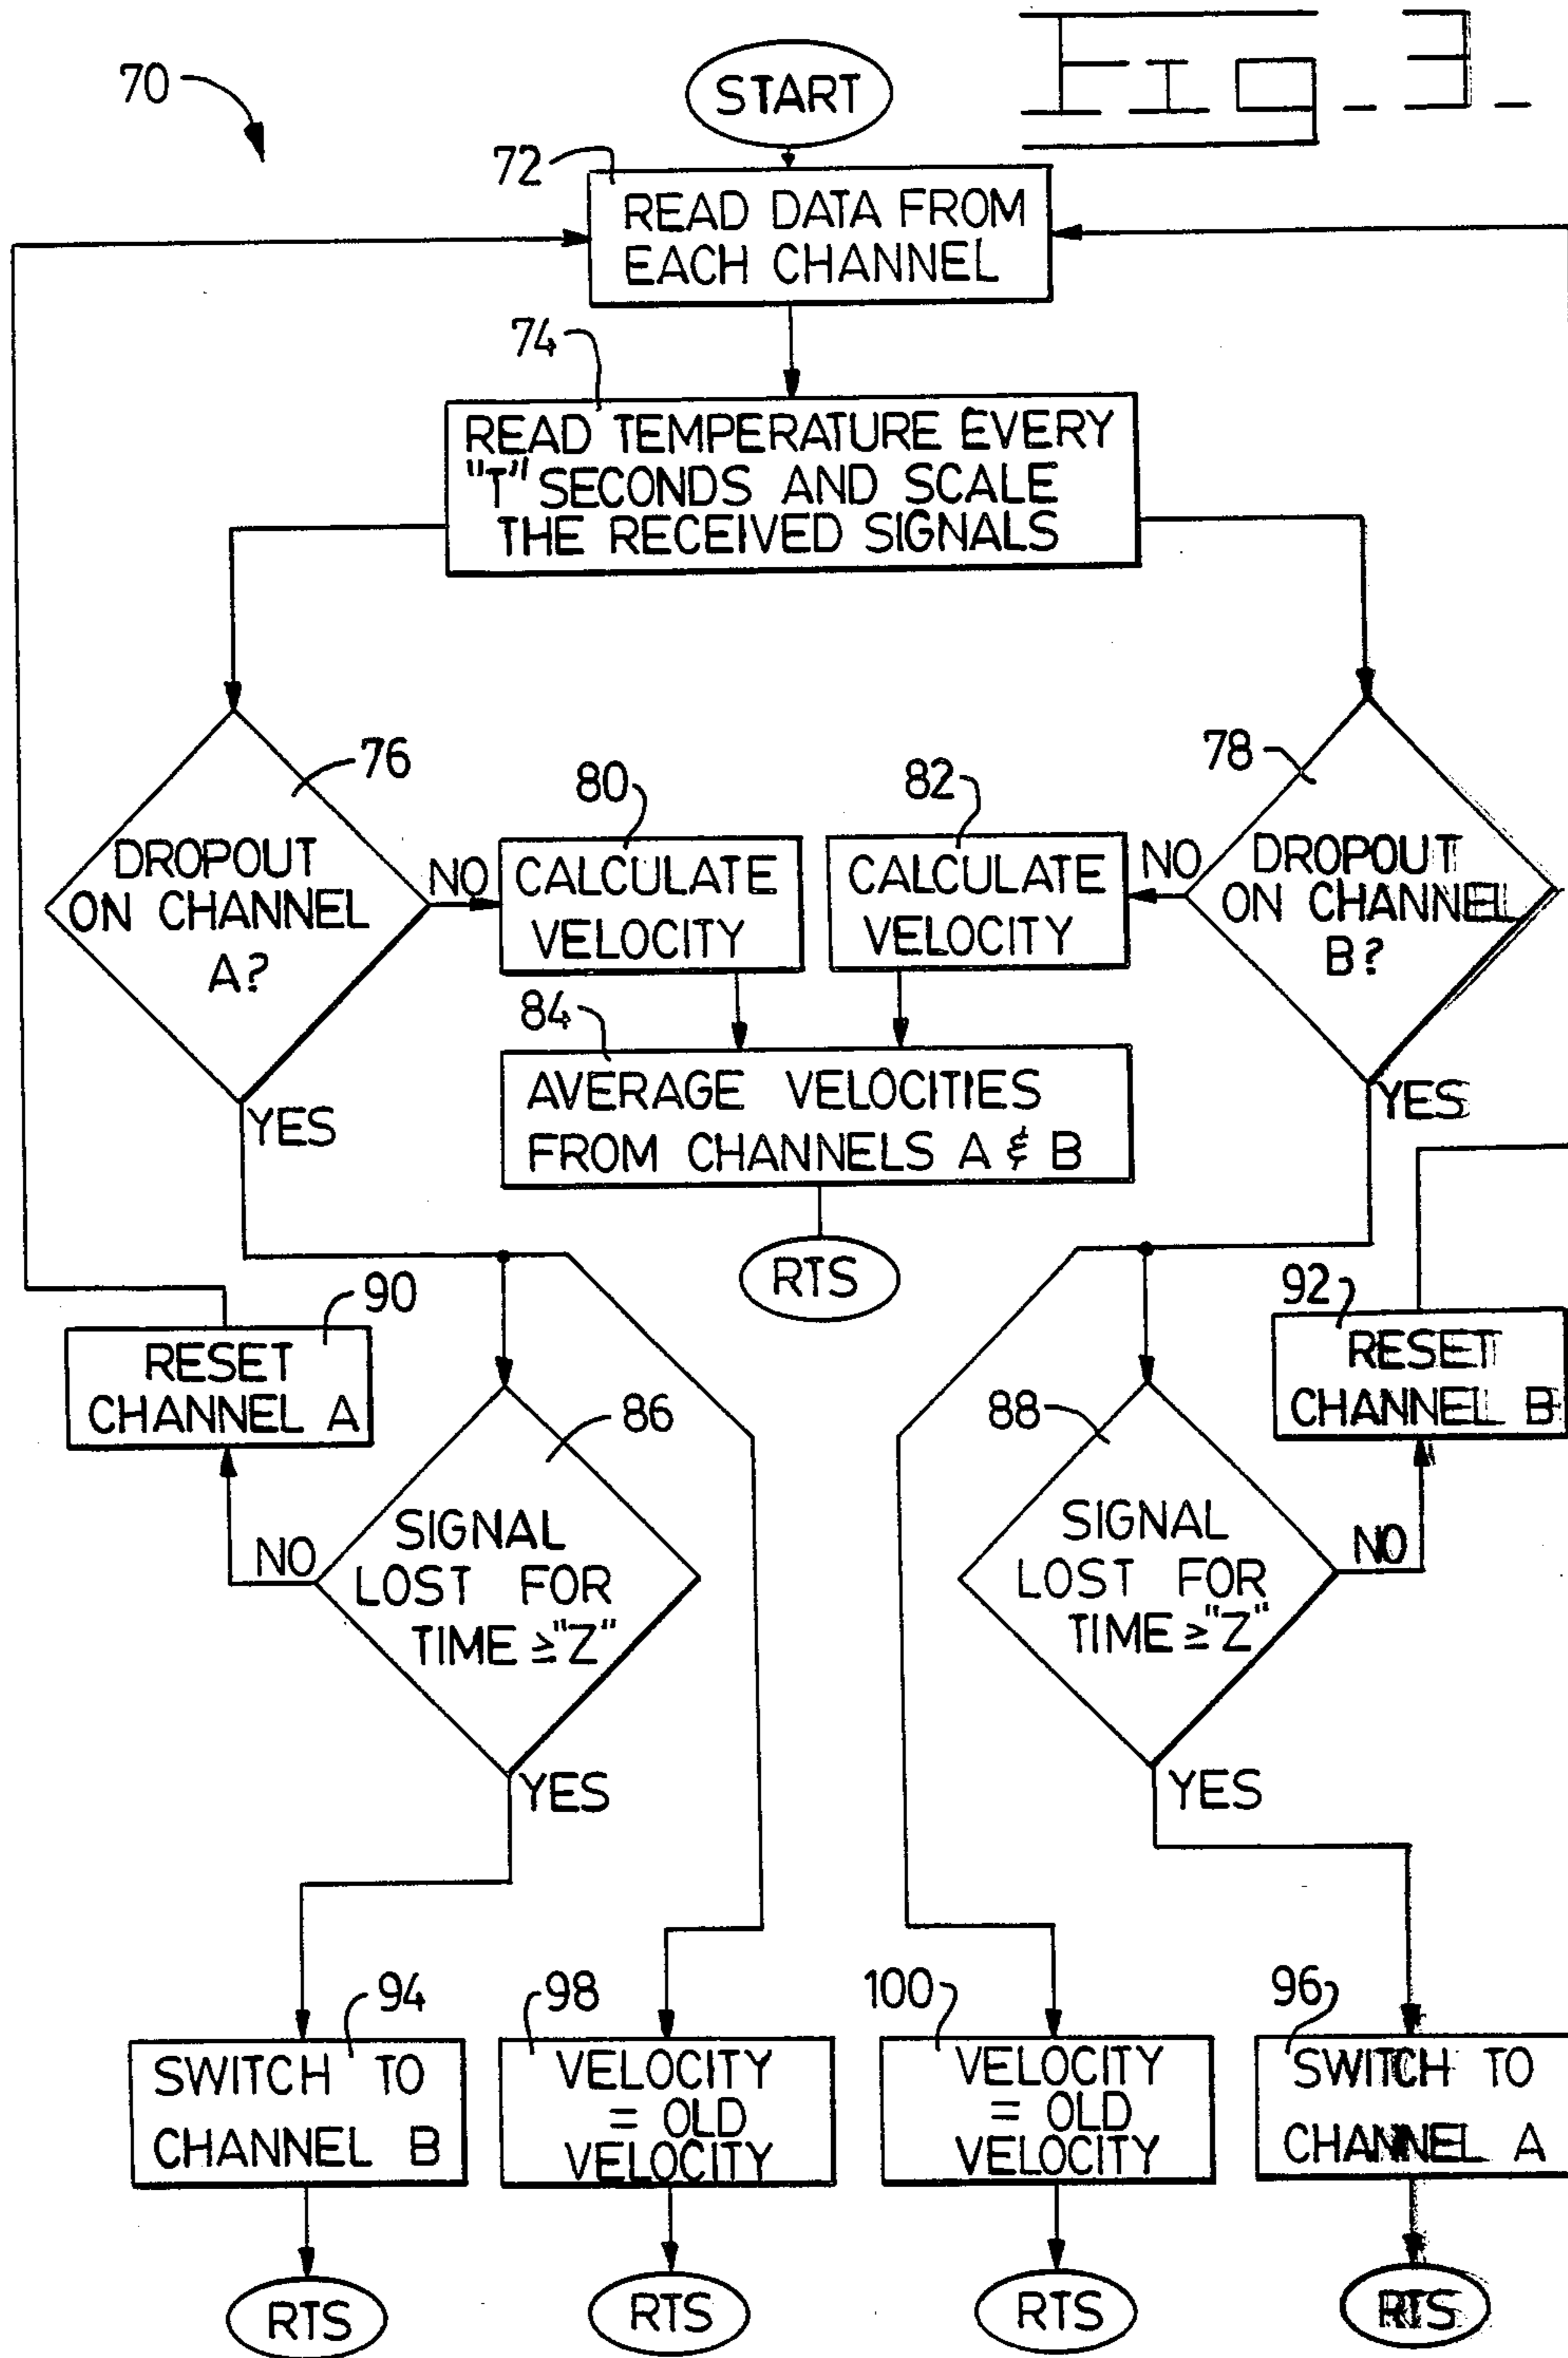 FIG_3_
70
START
72
READ DATA FROM
EACH CHANNEL
74
READ TEMPERATURE EVERY
"T" SECONDS AND SCALE
THE RECEIVED SIGNALS
76
DROPOUT
ON CHANNEL
A?
NO
YES
80
CALCULATE
VELOCITY
82
CALCULATE
VELOCITY
78
DROPOUT
ON CHANNEL
B?
NO
YES
84
AVERAGE VELOCITIES
FROM CHANNELS A & B
RTS
90
RESET
CHANNEL A
86
SIGNAL
LOST FOR
TIME ≥"Z"
NO
YES
88
SIGNAL
LOST FOR
TIME ≥"Z"
NO
YES
92
RESET
CHANNEL B
94
SWITCH TO
CHANNEL B
RTS
98
VELOCITY
= OLD
VELOCITY
RTS
100
VELOCITY
= OLD
VELOCITY
RTS
96
SWITCH TO
CHANNEL A
RTS